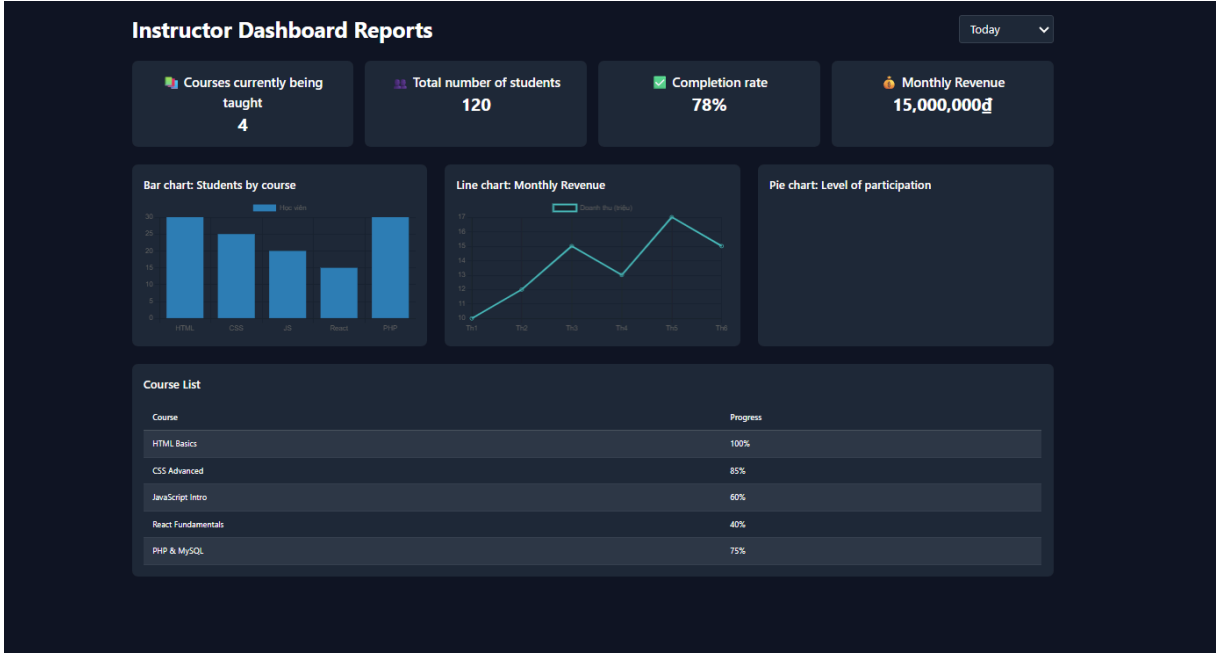 Instructor Dashboard Reports
Today
📚 Courses currently being
taught
4
👥 Total number of students
120
✅ Completion rate
78%
💰 Monthly Revenue
15,000,000₫
Bar chart: Students by course
Học viên
30
25
20
15
10
5
0
HTML CSS JS React PHP
Line chart: Monthly Revenue
Doanh thu (triệu)
17
16
15
14
13
12
11
10
Th1 Th2 Th3 Th4 Th5 Th6
Pie chart: Level of participation
Course List
Course Progress
HTML Basics 100%
CSS Advanced 85%
JavaScript Intro 60%
React Fundamentals 40%
PHP & MySQL 75%